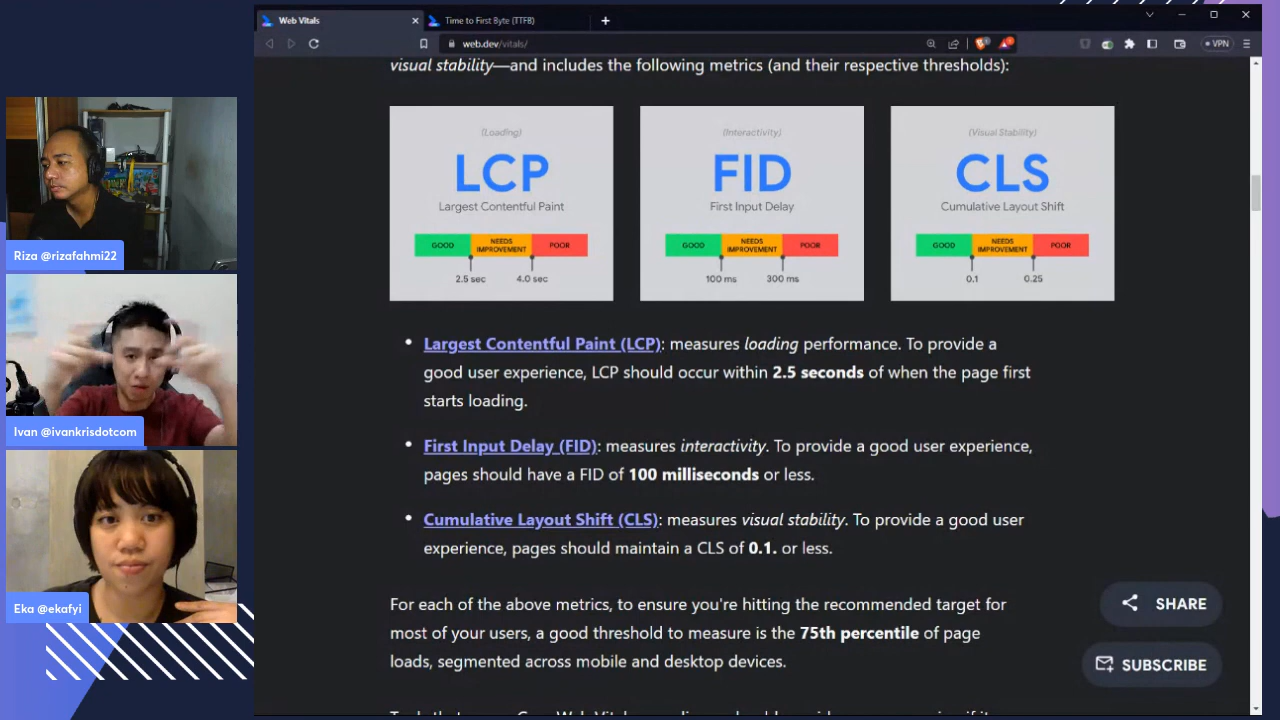 Web Vitals
Time to First Byte (TTFB)
web.dev/vitals/
VPN
visual stability—and includes the following metrics (and their respective thresholds):
(Loading)
LCP
Largest Contentful Paint
GOOD
NEEDS
IMPROVEMENT
POOR
2.5 sec
4.0 sec
(Interactivity)
FID
First Input Delay
GOOD
NEEDS
IMPROVEMENT
POOR
100 ms
300 ms
(Visual Stability)
CLS
Cumulative Layout Shift
GOOD
NEEDS
IMPROVEMENT
POOR
0.1
0.25
• Largest Contentful Paint (LCP): measures loading performance. To provide a
good user experience, LCP should occur within 2.5 seconds of when the page first
starts loading.
• First Input Delay (FID): measures interactivity. To provide a good user experience,
pages should have a FID of 100 milliseconds or less.
• Cumulative Layout Shift (CLS): measures visual stability. To provide a good user
experience, pages should maintain a CLS of 0.1. or less.
For each of the above metrics, to ensure you're hitting the recommended target for
most of your users, a good threshold to measure is the 75th percentile of page
loads, segmented across mobile and desktop devices.
SHARE
SUBSCRIBE
Riza @rizafahmi22
Ivan @ivankrisdotcom
Eka @ekafyi